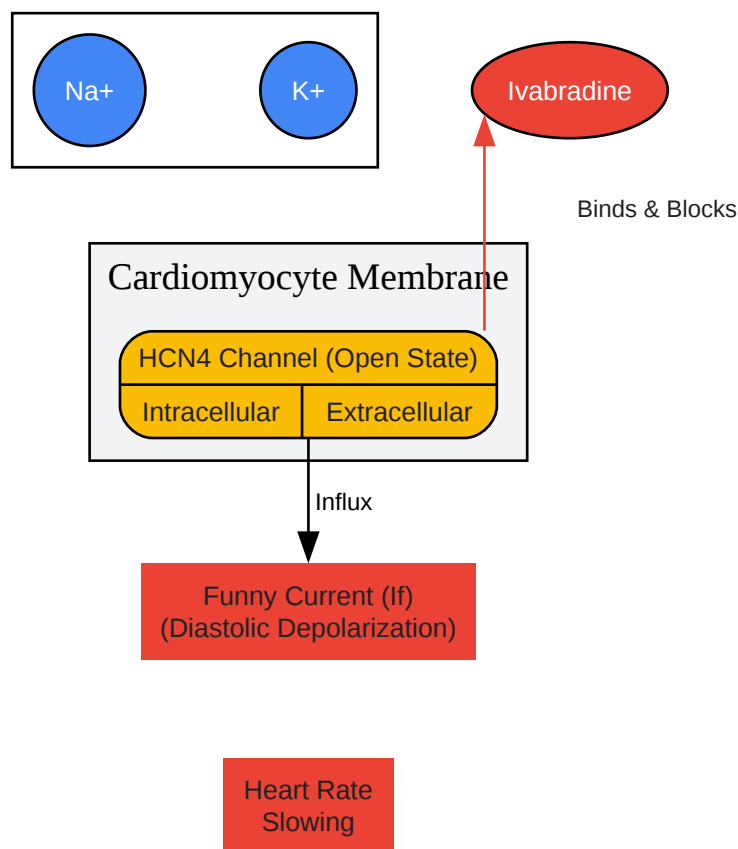 Na+
K+
Ivabradine
Binds & Blocks
Cardiomyocyte Membrane
HCN4 Channel (Open State)
Intracellular
Extracellular
Influx
Funny Current (If)
(Diastolic Depolarization)
Heart Rate
Slowing